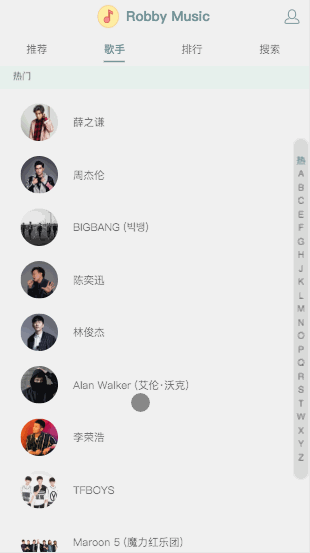 Robby Music
推荐 歌手 排行 搜索
热门
薛之谦
周杰伦
BIGBANG (빅뱅)
陈奕迅
林俊杰
Alan Walker (艾伦·沃克)
李荣浩
TFBOYS
Maroon 5 (魔力红乐团)
热
A
B
C
E
F
G
H
J
K
L
M
N
O
P
Q
R
S
T
W
X
Y
Z